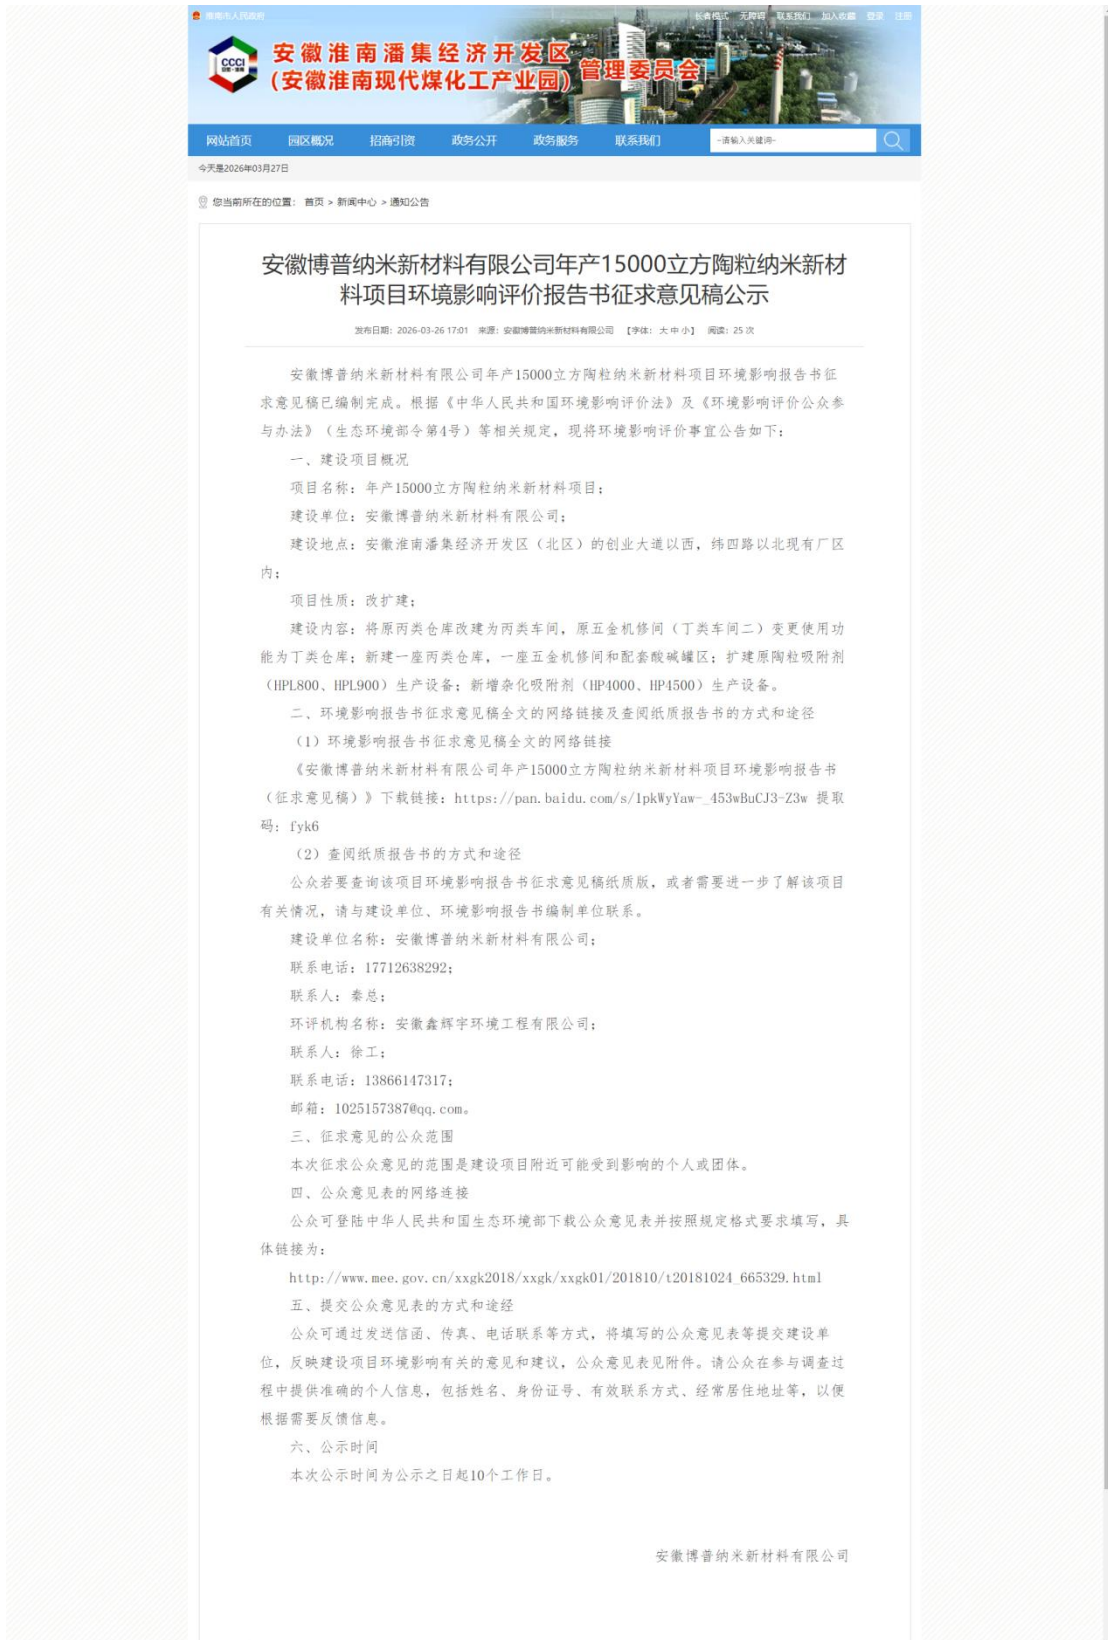 淮南市人民政府
长者模式 无障碍 联系我们 加入收藏 登录 注册
CCCI
安徽淮南潘集经济开发区
(安徽淮南现代煤化工产业园)
管理委员会
网站首页 园区概况 招商引资 政务公开 政务服务 联系我们 -请输入关键词-
今天是2026年03月27日
您当前所在的位置： 首页 > 新闻中心 > 通知公告
安徽博普纳米新材料有限公司年产15000立方陶粒纳米新材
料项目环境影响评价报告书征求意见稿公示
发布日期：2026-03-26 17:01 来源：安徽博普纳米新材料有限公司 【字体： 大 中 小】 阅读：25 次
安徽博普纳米新材料有限公司年产15000立方陶粒纳米新材料项目环境影响报告书征
求意见稿已编制完成。根据《中华人民共和国环境影响评价法》及《环境影响评价公众参
与办法》（生态环境部令第4号）等相关规定，现将环境影响评价事宜公告如下：
一、建设项目概况
项目名称：年产15000立方陶粒纳米新材料项目；
建设单位：安徽博普纳米新材料有限公司；
建设地点：安徽淮南潘集经济开发区（北区）的创业大道以西，纬四路以北现有厂区
内；
项目性质：改扩建；
建设内容：将原丙类仓库改建为丙类车间，原五金机修间（丁类车间二）变更使用功
能为丁类仓库；新建一座丙类仓库，一座五金机修间和配套酸碱罐区；扩建原陶粒吸附剂
（HPL800、HPL900）生产设备；新增杂化吸附剂（HP4000、HP4500）生产设备。
二、环境影响报告书征求意见稿全文的网络链接及查阅纸质报告书的方式和途径
（1）环境影响报告书征求意见稿全文的网络链接
《安徽博普纳米新材料有限公司年产15000立方陶粒纳米新材料项目环境影响报告书
（征求意见稿）》下载链接：https://pan.baidu.com/s/1pkWyYaw-_453wBuCJ3-Z3w 提取
码：fyk6
（2）查阅纸质报告书的方式和途径
公众若要查询该项目环境影响报告书征求意见稿纸质版，或者需要进一步了解该项目
有关情况，请与建设单位、环境影响报告书编制单位联系。
建设单位名称：安徽博普纳米新材料有限公司；
联系电话：17712638292；
联系人：秦总；
环评机构名称：安徽鑫辉宇环境工程有限公司；
联系人：徐工；
联系电话：13866147317；
邮箱：1025157387@qq.com。
三、征求意见的公众范围
本次征求公众意见的范围是建设项目附近可能受到影响的个人或团体。
四、公众意见表的网络连接
公众可登陆中华人民共和国生态环境部下载公众意见表并按照规定格式要求填写，具
体链接为：
http://www.mee.gov.cn/xxgk2018/xxgk/xxgk01/201810/t20181024_665329.html
五、提交公众意见表的方式和途经
公众可通过发送信函、传真、电话联系等方式，将填写的公众意见表等提交建设单
位，反映建设项目环境影响有关的意见和建议，公众意见表见附件。请公众在参与调查过
程中提供准确的个人信息，包括姓名、身份证号、有效联系方式、经常居住地址等，以便
根据需要反馈信息。
六、公示时间
本次公示时间为公示之日起10个工作日。
安徽博普纳米新材料有限公司